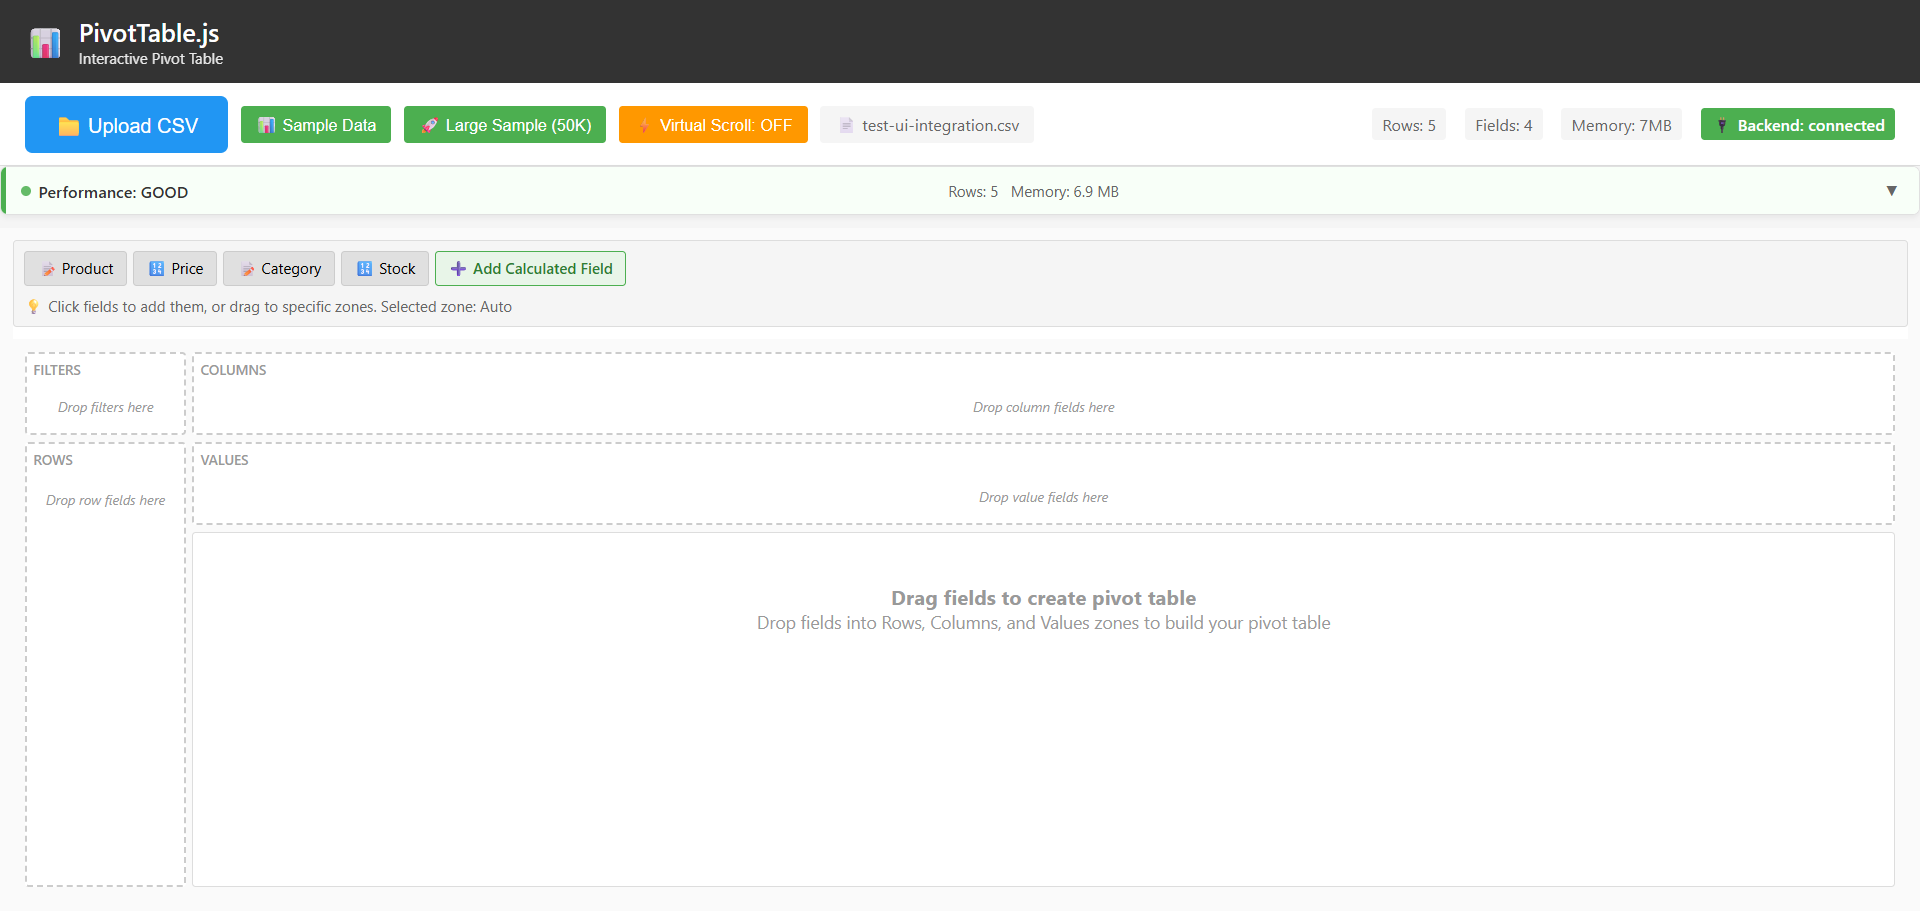 PivotTable.js
Interactive Pivot Table
Upload CSV
Sample Data
Large Sample (50K)
Virtual Scroll: OFF
test-ui-integration.csv
Rows: 5
Fields: 4
Memory: 7MB
Backend: connected
Performance: GOOD
Rows: 5 Memory: 6.9 MB
Product
Price
Category
Stock
Add Calculated Field
Click fields to add them, or drag to specific zones. Selected zone: Auto
FILTERS
Drop filters here
COLUMNS
Drop column fields here
ROWS
Drop row fields here
VALUES
Drop value fields here
Drag fields to create pivot table
Drop fields into Rows, Columns, and Values zones to build your pivot table